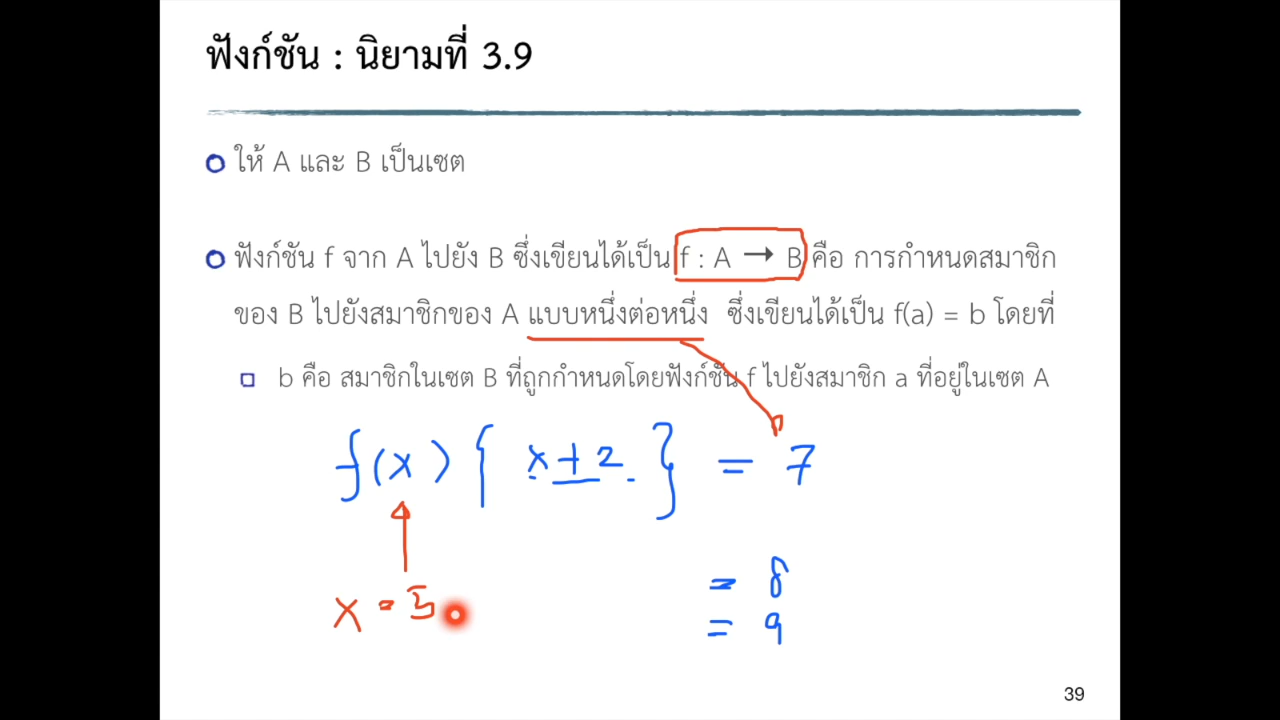 ฟังก์ชัน : นิยามที่ 3.9
ให้ A และ B เป็นเซต
ฟังก์ชัน f จาก A ไปยัง B ซึ่งเขียนได้เป็น f : A → B คือ การกำหนดสมาชิก
ของ B ไปยังสมาชิกของ A แบบหนึ่งต่อหนึ่ง ซึ่งเขียนได้เป็น f(a) = b โดยที่
b คือ สมาชิกในเซต B ที่ถูกกำหนดโดยฟังก์ชัน f ไปยังสมาชิก a ที่อยู่ในเซต A
f(x) { x+2 } = 7
= 8
x = 5
= 9
39